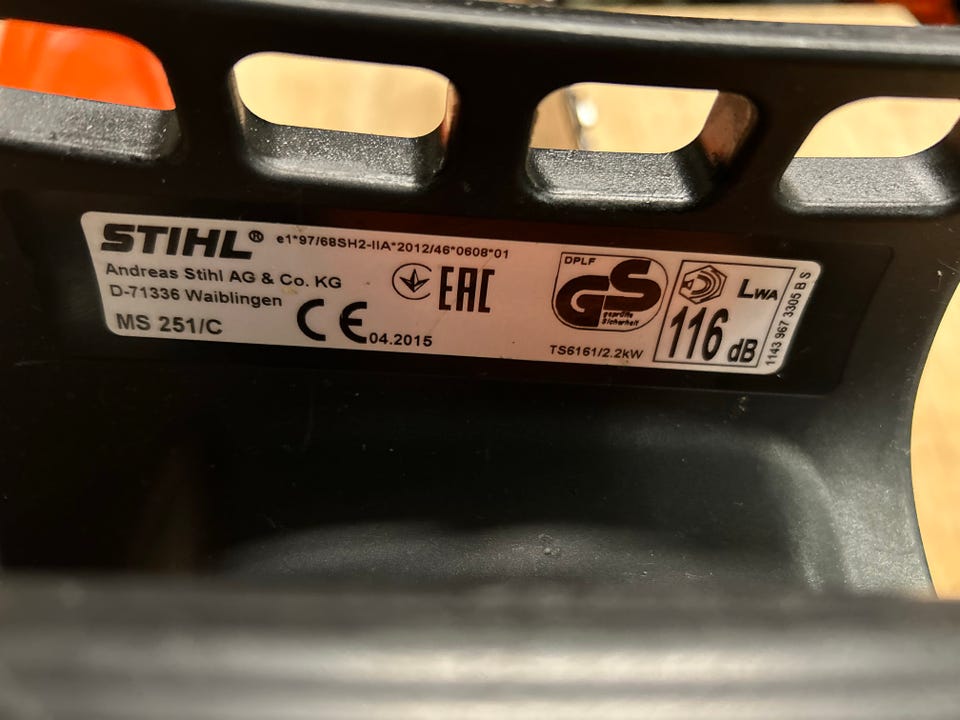 STIHL® e1*97/68SH2-IIA*2012/46*0608*01
Andreas Stihl AG & Co. KG
D-71336 Waiblingen
MS 251/C
CE 04.2015
EAC
DPLF
GS
geprüfte
Sicherheit
TS6161/2.2kW
LWA
116 dB
1143 967 3305 B S